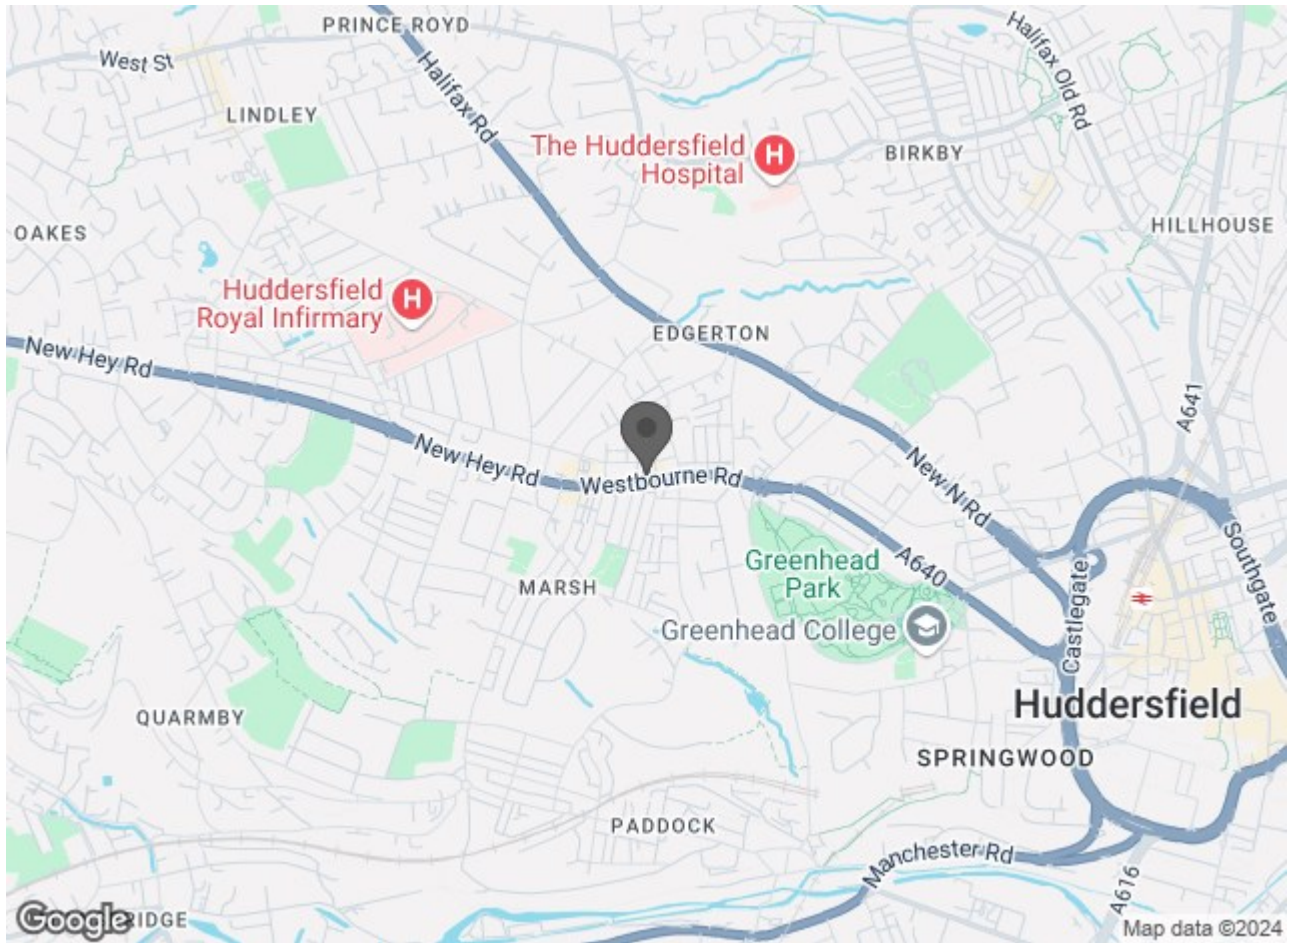 PRINCE ROYD
West St
LINDLEY
Halifax Rd
Halifax Old Rd
The Huddersfield
Hospital
H
BIRKBY
HILLHOUSE
OAKES
Huddersfield
Royal Infirmary
H
EDGERTON
New Hey Rd
A641
New Hey Rd
Westbourne Rd
New N Rd
Southgate
A640
Greenhead
Park
MARSH
Castlegate
Greenhead College
Huddersfield
QUARMBY
SPRINGWOOD
PADDOCK
Manchester Rd
A616
Google
RIDGE
Map data ©2024